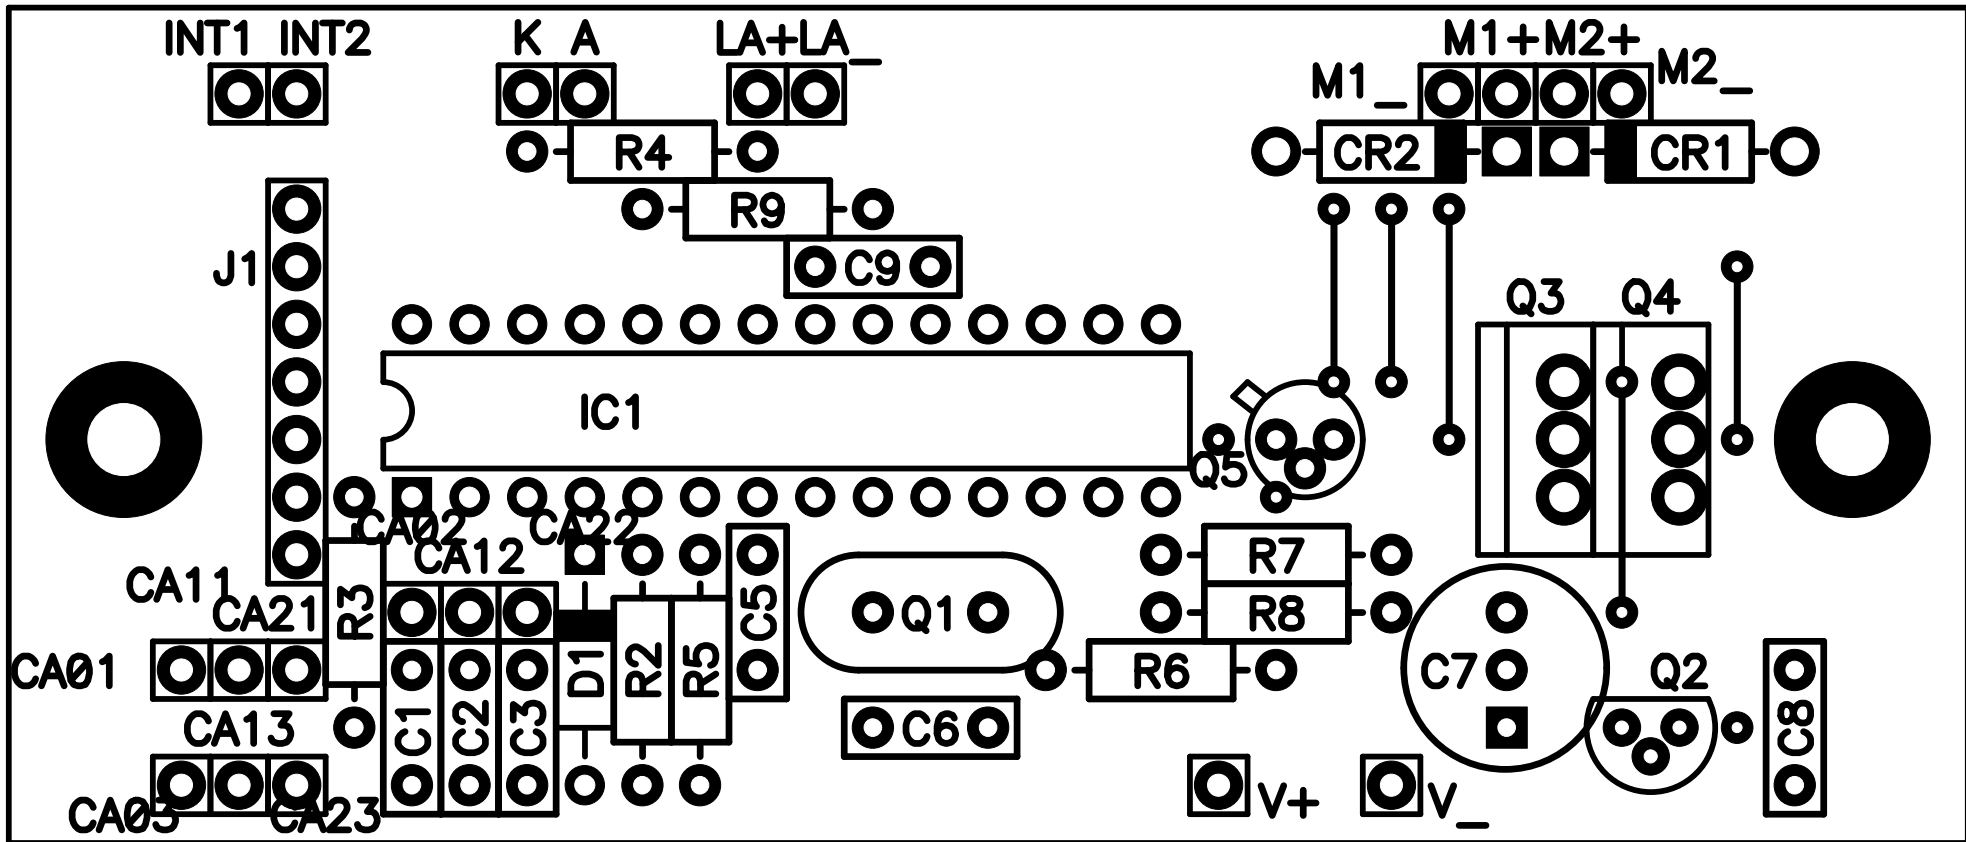 INT1 INT2 K A LA+LA_ M1+M2+
M1_ M2_
R4 CR2 CR1
R9
J1 C9
Q3 Q4
IC1
Q5
CA02 CA22
CA12 R7
CA11 CA21 R3 C5 Q1 R8
CA01 D1 R2 R5 R6 C7 Q2
CA13 C1 C2 C3 C6 C8
CA03 CA23 V+ V_